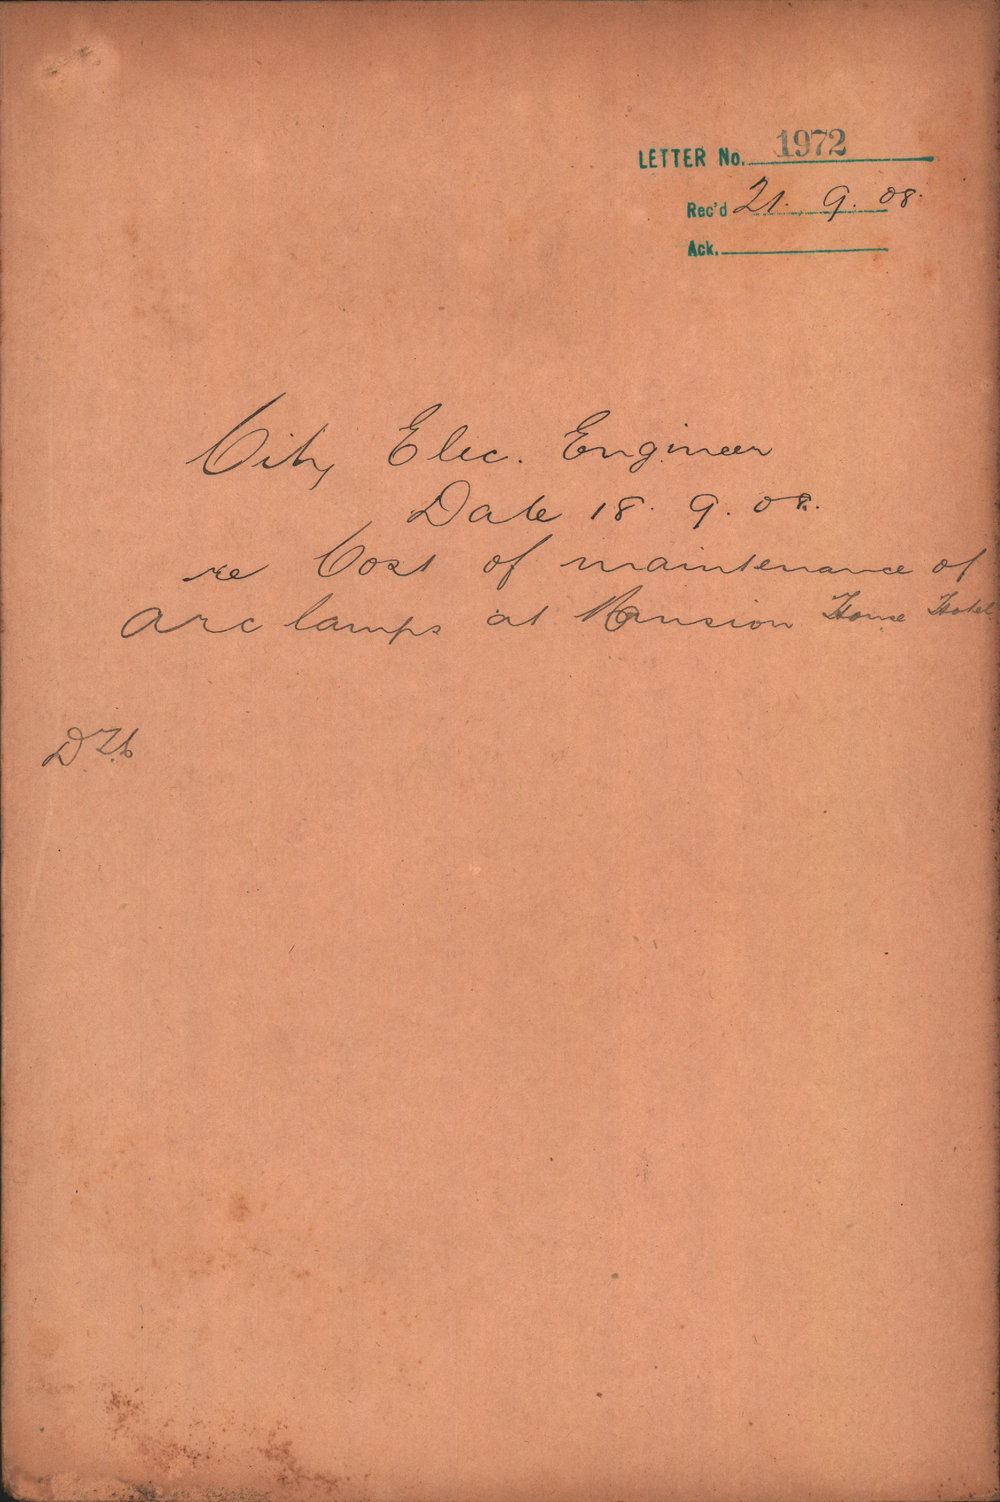 LETTER No. 1972
Rec'd 21. 9. 08.
Ack.
City Elec. Engineer
Date 18. 9. 08.
re Cost of maintenance of
arc lamps at Mansion House Hotel